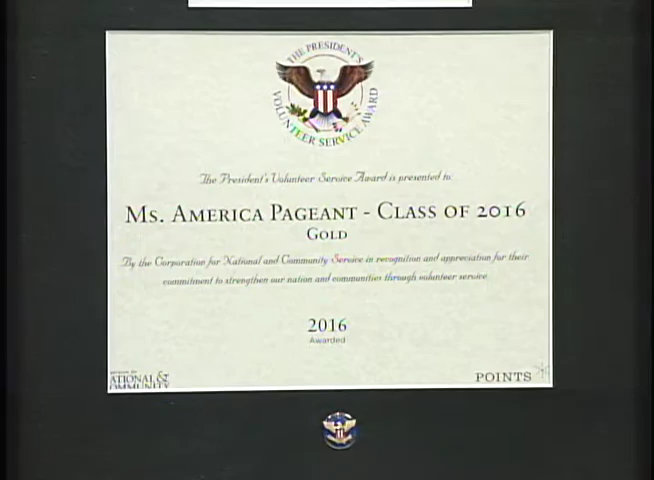 THE PRESIDENT'S
VOLUNTEER SERVICE AWARD
The President's Volunteer Service Award is presented to
Ms. America Pageant - Class of 2016
Gold
By the Corporation for National and Community Service in recognition and appreciation for their
commitment to strengthen our nation and communities through volunteer service
2016
Awarded
ATIONAL &
OMMUNITY
POINTS